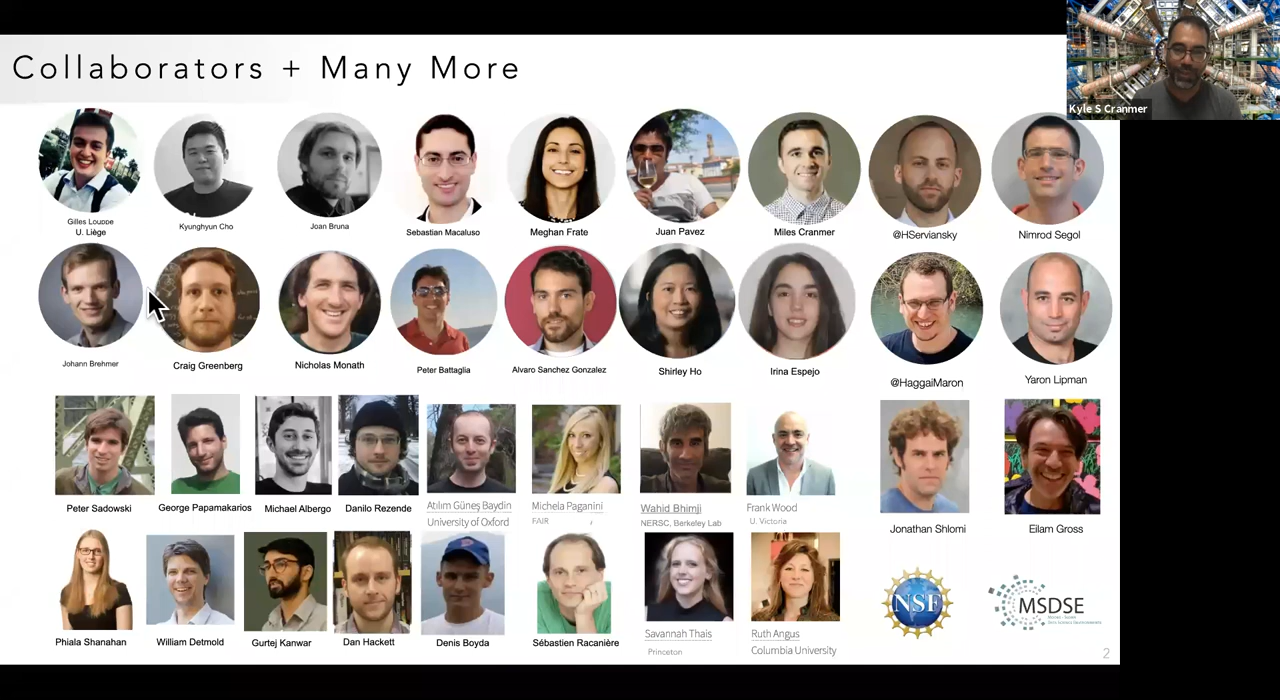 Collaborators + Many More
Kyle S Cranmer
Gilles Louppe
U. Liège
Kyunghyun Cho
Joan Bruna
Sebastian Macaluso
Meghan Frate
Juan Pavez
Miles Cranmer
@HServiansky
Nimrod Segol
Johann Brehmer
Craig Greenberg
Nicholas Monath
Peter Battaglia
Alvaro Sanchez Gonzalez
Shirley Ho
Irina Espejo
@HaggaiMaron
Yaron Lipman
Peter Sadowski
George Papamakarios
Michael Albergo
Danilo Rezende
Atılım Güneş Baydin
University of Oxford
Michela Paganini
FAIR
Wahid Bhimji
NERSC, Berkeley Lab
Frank Wood
U. Victoria
Jonathan Shlomi
Eilam Gross
Phiala Shanahan
William Detmold
Gurtej Kanwar
Dan Hackett
Denis Boyda
Sébastien Racanière
Savannah Thais
Princeton
Ruth Angus
Columbia University
NSF
MSDSE
2